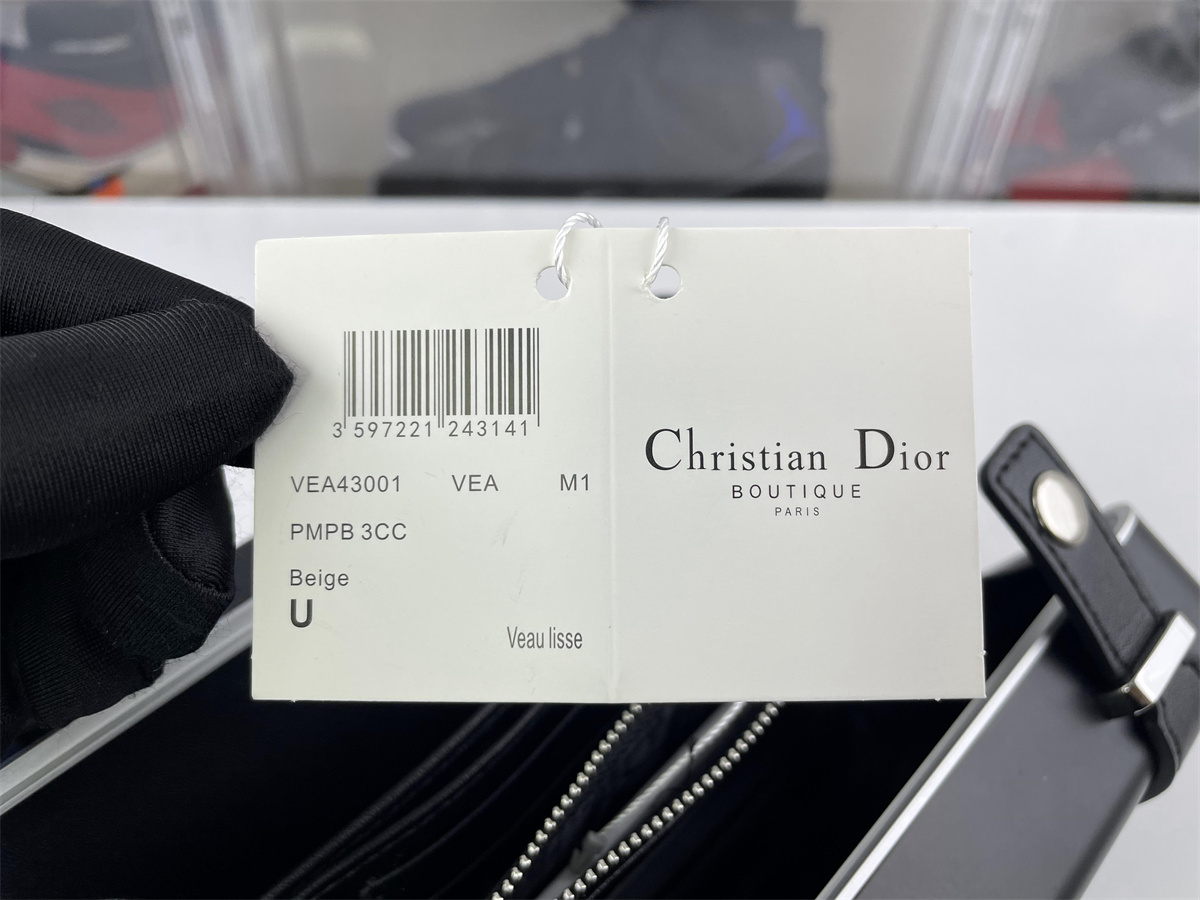 3 597221 243141
VEA43001 VEA M1
PMPB 3CC
Beige
U
Veau lisse
Christian Dior
BOUTIQUE
PARIS